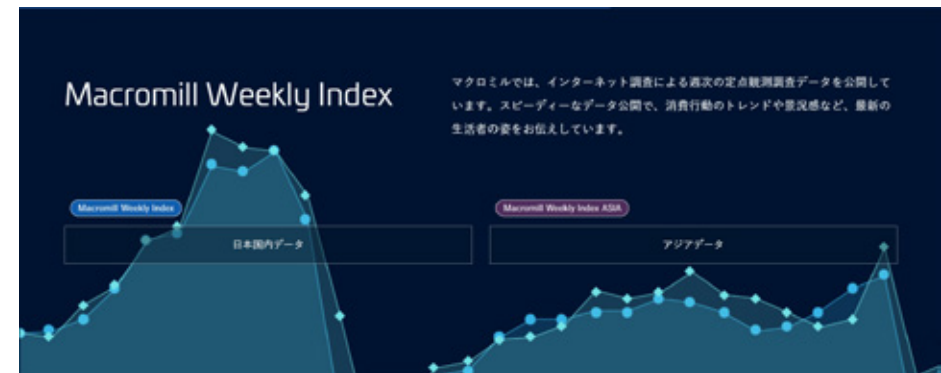 Macromill Weekly Index
マクロミルでは、インターネット調査による週次の定点観測調査データを公開して
います。スピーディーなデータ公開で、消費行動のトレンドや景況感など、最新の
生活者の姿をお伝えしています。
Macromill Weekly Index
日本国内データ
Macromill Weekly Index ASIA
アジアデータ